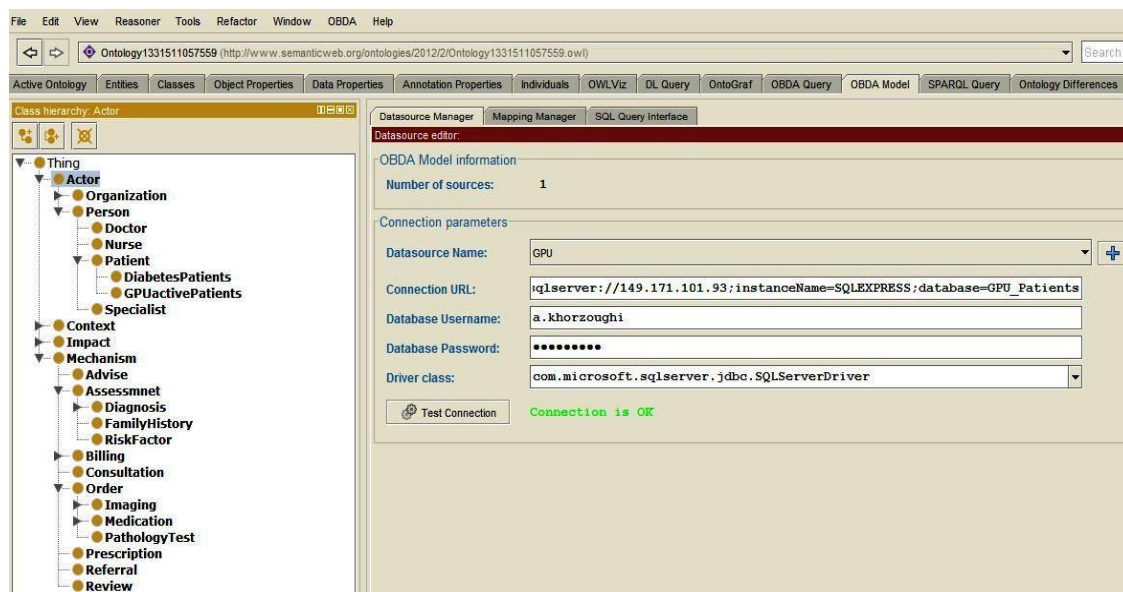 File Edit View Reasoner Tools Refactor Window OBDA Help
Ontology1331511057559 (http://www.semanticweb.org/ontologies/2012/2/Ontology1331511057559.owl)
Search
Active Ontology Entities Classes Object Properties Data Properties Annotation Properties Individuals OWLViz DL Query OntoGraf OBDA Query OBDA Model SPARQL Query Ontology Differences
Class hierarchy: Actor
Thing
Actor
Organization
Person
Doctor
Nurse
Patient
DiabetesPatients
GPUactivePatients
Specialist
Context
Impact
Mechanism
Advise
Assessmnet
Diagnosis
FamilyHistory
RiskFactor
Billing
Consultation
Order
Imaging
Medication
PathologyTest
Prescription
Referral
Review
Datasource Manager Mapping Manager SQL Query Interface
Datasource editor:
OBDA Model information
Number of sources: 1
Connection parameters
Datasource Name: GPU
Connection URL: qlserver://149.171.101.93;instanceName=SQLEXPRESS;database=GPU_Patients
Database Username: a.khorzoughi
Database Password: ●●●●●●●●●
Driver class: com.microsoft.sqlserver.jdbc.SQLServerDriver
Test Connection Connection is OK